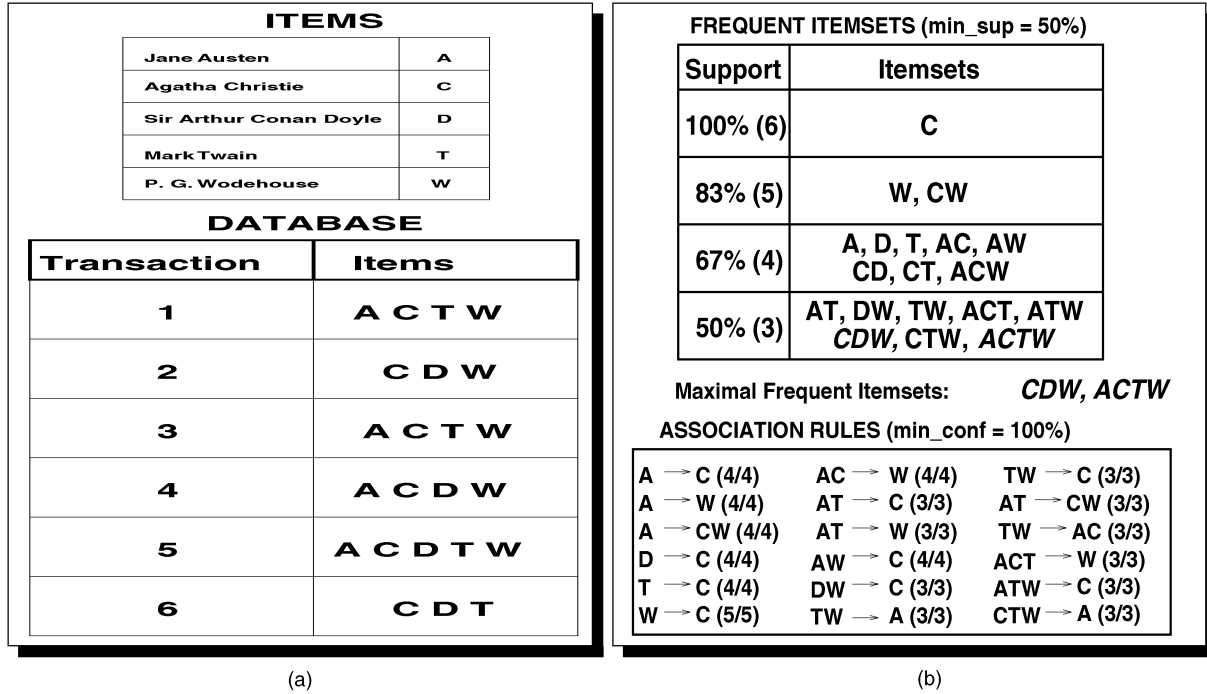 ITEMS
Jane Austen A
Agatha Christie C
Sir Arthur Conan Doyle D
Mark Twain T
P. G. Wodehouse W
DATABASE
Transaction Items
1 A C T W
2 C D W
3 A C T W
4 A C D W
5 A C D T W
6 C D T
(a)
FREQUENT ITEMSETS (min_sup = 50%)
Support Itemsets
100% (6) C
83% (5) W, CW
67% (4) A, D, T, AC, AW
CD, CT, ACW
50% (3) AT, DW, TW, ACT, ATW
CDW, CTW, ACTW
Maximal Frequent Itemsets: CDW, ACTW
ASSOCIATION RULES (min_conf = 100%)
A → C (4/4) AC → W (4/4) TW → C (3/3)
A → W (4/4) AT → C (3/3) AT → CW (3/3)
A → CW (4/4) AT → W (3/3) TW → AC (3/3)
D → C (4/4) AW → C (4/4) ACT → W (3/3)
T → C (4/4) DW → C (3/3) ATW → C (3/3)
W → C (5/5) TW → A (3/3) CTW → A (3/3)
(b)